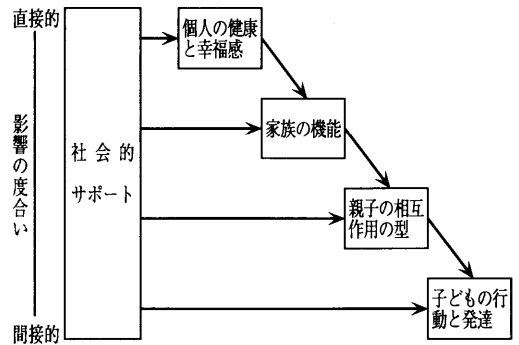 直接的
影響の度合い
間接的
社会的
サポート
個人の健康
と幸福感
家族の機能
親子の相互
作用の型
子どもの行
動と発達